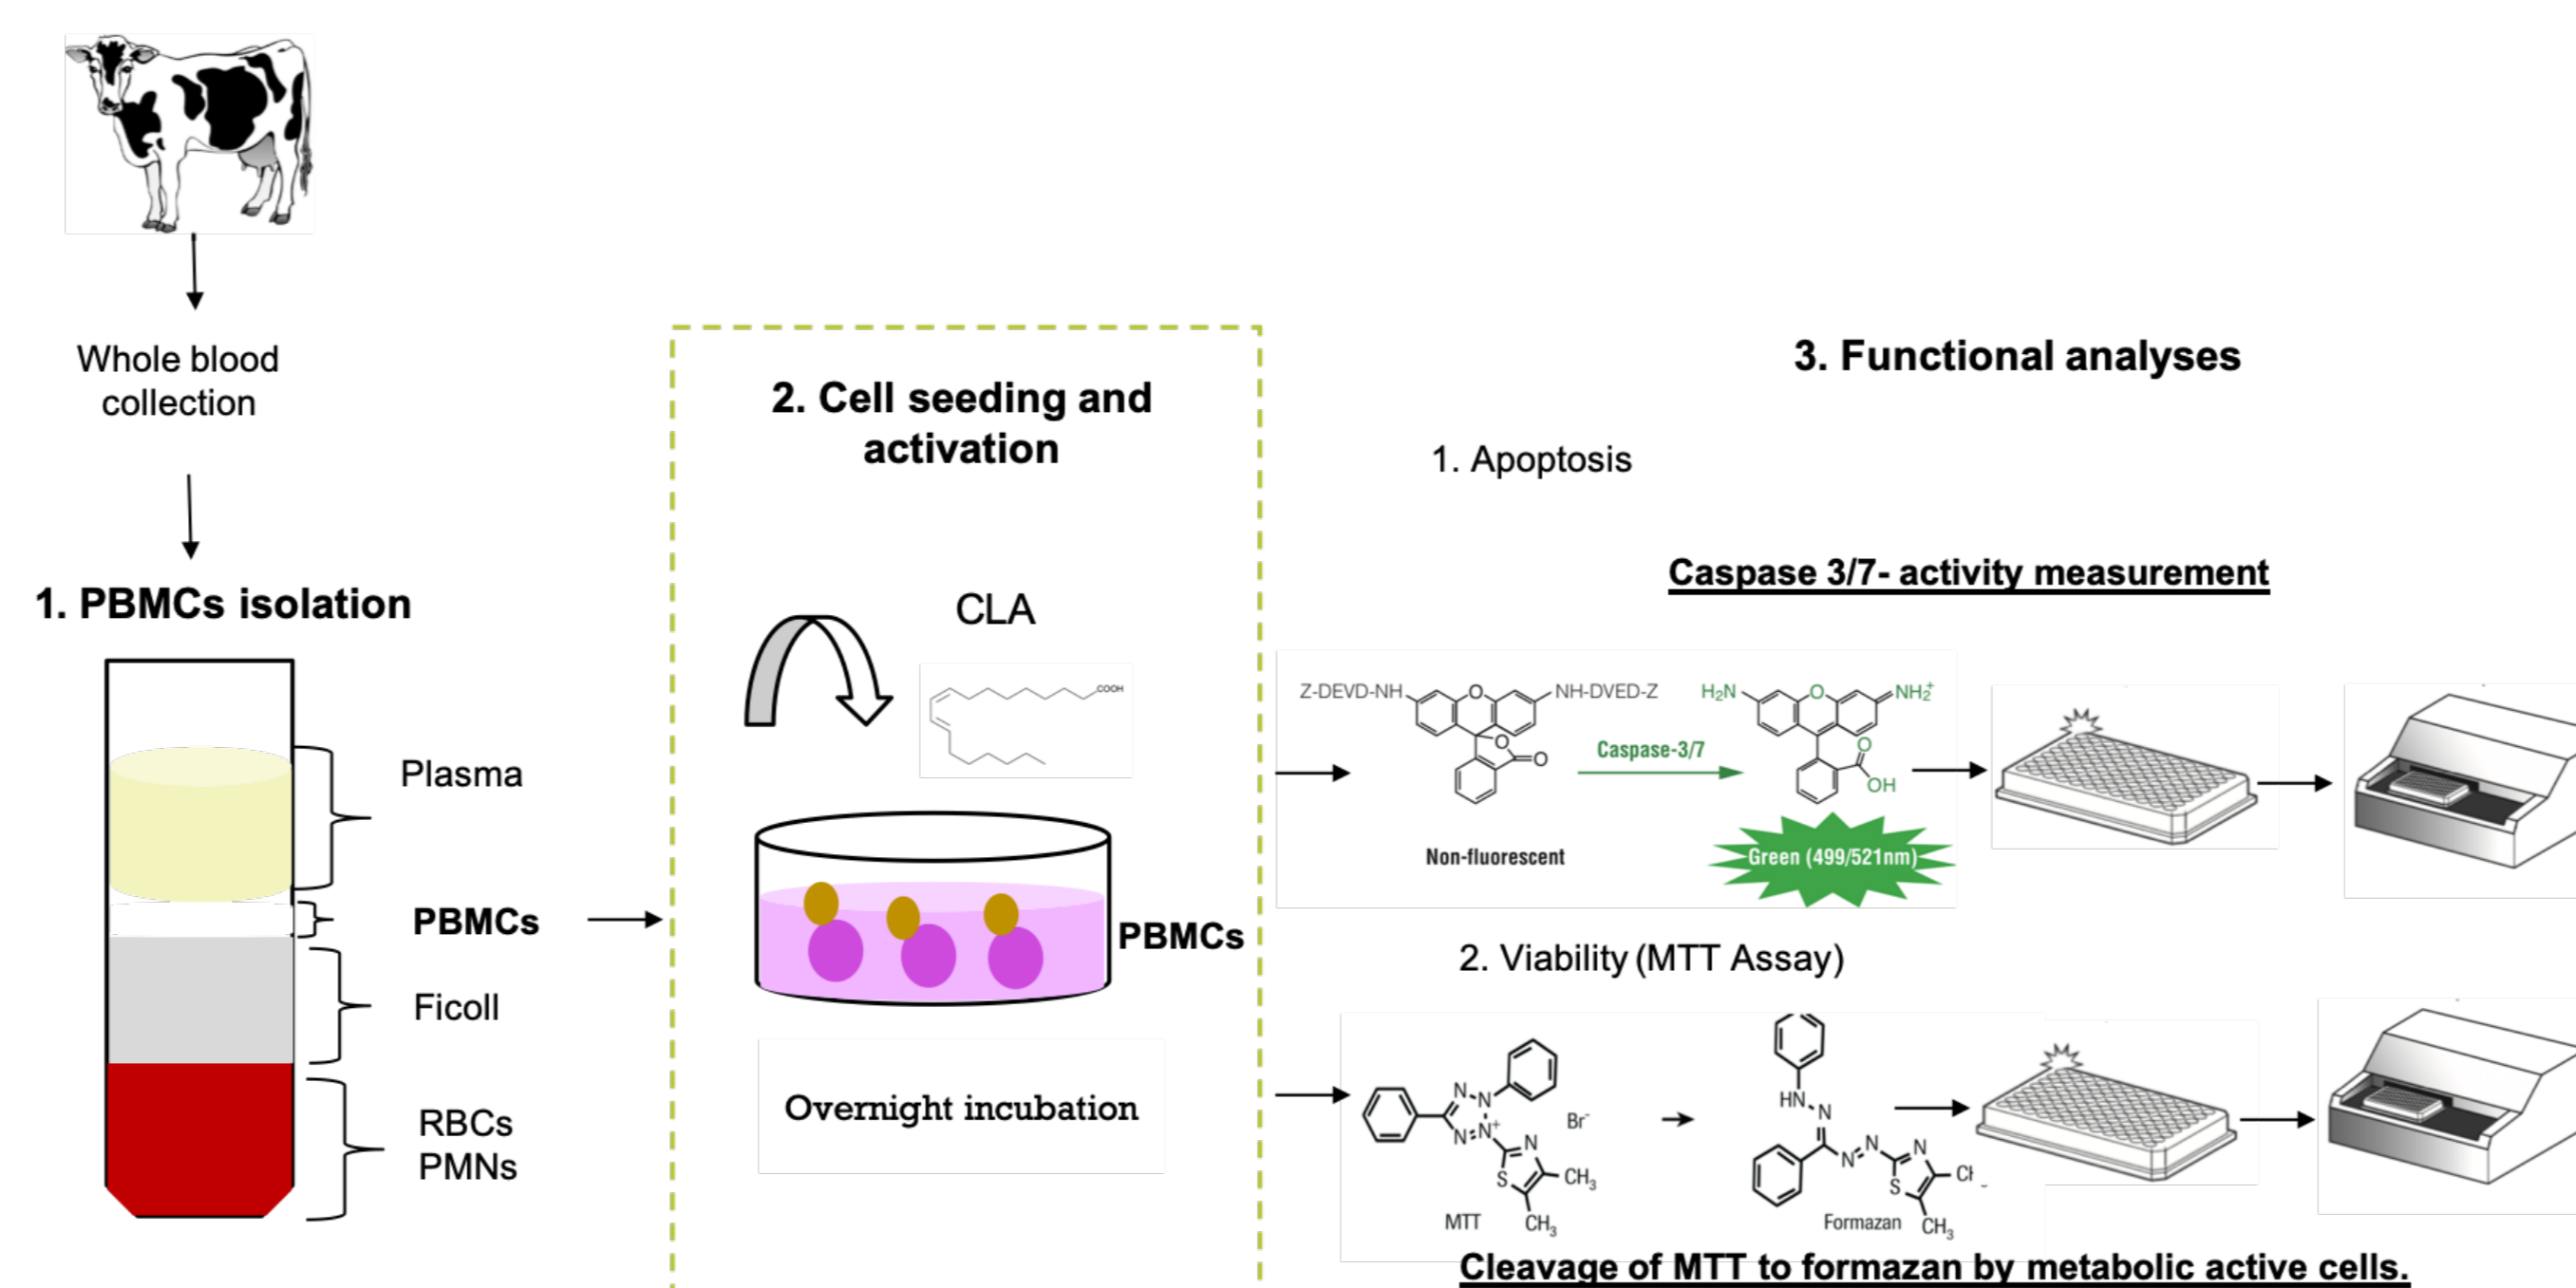 Whole blood
collection
1. PBMCs isolation
Plasma
PBMCs
Ficoll
RBCs
PMNs
2. Cell seeding and
activation
CLA
COOH
PBMCs
Overnight incubation
3. Functional analyses
1. Apoptosis
Caspase 3/7- activity measurement
Z-DEVD-NH
O
NH-DVED-Z
O
O
Non-fluorescent
Caspase-3/7
H₂N
O
NH₂⁺
O
OH
Green (499/521nm)
2. Viability (MTT Assay)
N
N
N
N⁺
Br⁻
N
S
CH₃
CH₃
MTT
HN
N
N
N
N
S
CH₃
Formazan
Cleavage of MTT to formazan by metabolic active cells.